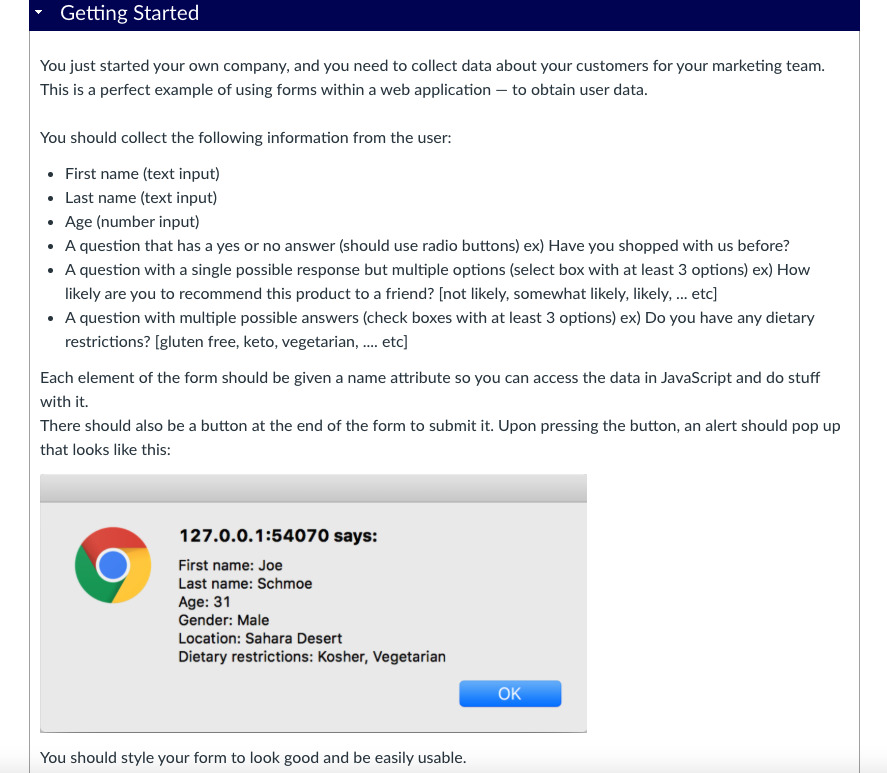 Getting Started
You just started your own company, and you need to collect data about your customers for your marketing team.
This is a perfect example of using forms within a web application — to obtain user data.
You should collect the following information from the user:
• First name (text input)
• Last name (text input)
• Age (number input)
• A question that has a yes or no answer (should use radio buttons) ex) Have you shopped with us before?
• A question with a single possible response but multiple options (select box with at least 3 options) ex) How
likely are you to recommend this product to a friend? [not likely, somewhat likely, likely, ... etc]
• A question with multiple possible answers (check boxes with at least 3 options) ex) Do you have any dietary
restrictions? [gluten free, keto, vegetarian, .... etc]
Each element of the form should be given a name attribute so you can access the data in JavaScript and do stuff
with it.
There should also be a button at the end of the form to submit it. Upon pressing the button, an alert should pop up
that looks like this:
127.0.0.1:54070 says:
First name: Joe
Last name: Schmoe
Age: 31
Gender: Male
Location: Sahara Desert
Dietary restrictions: Kosher, Vegetarian
OK
You should style your form to look good and be easily usable.